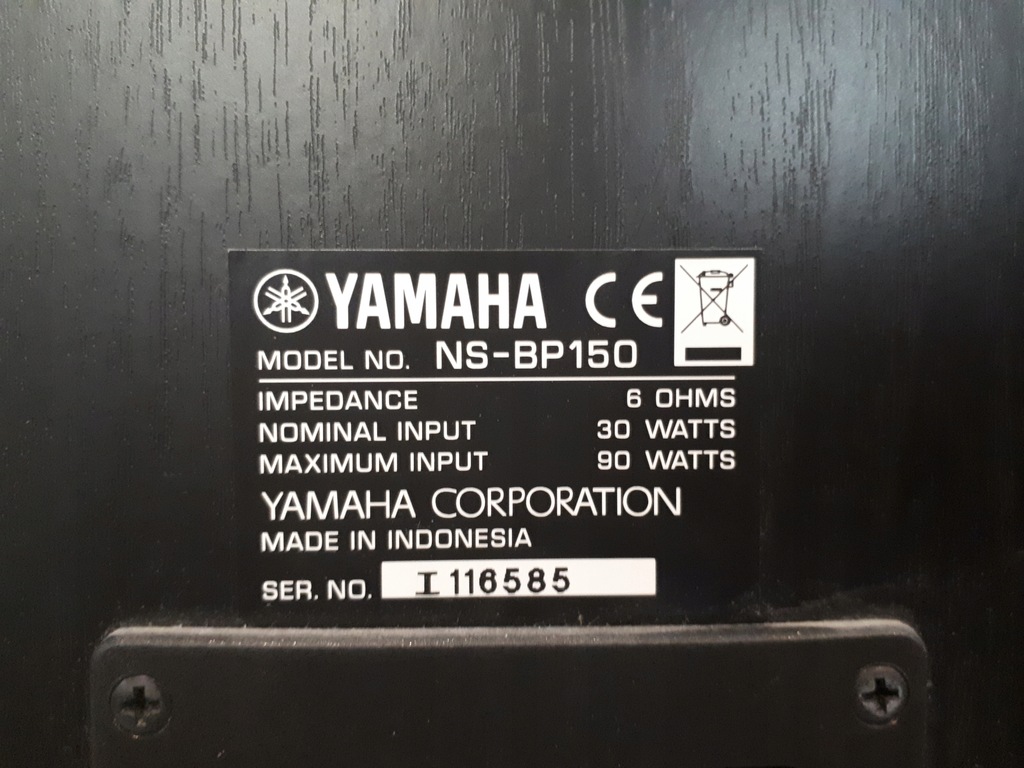 YAMAHA CE
MODEL NO. NS-BP150
IMPEDANCE 6 OHMS
NOMINAL INPUT 30 WATTS
MAXIMUM INPUT 90 WATTS
YAMAHA CORPORATION
MADE IN INDONESIA
SER. NO. I 116585